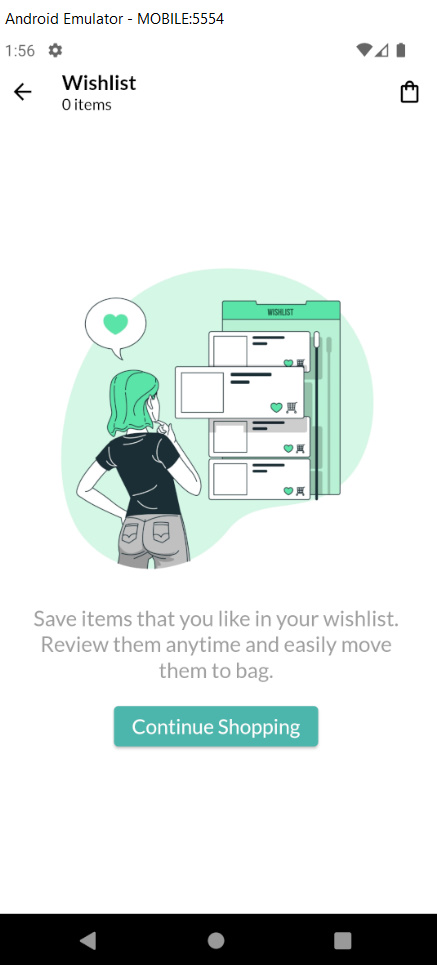 Android Emulator - MOBILE:5554
1:56
Wishlist
0 items
WISHLIST
Save items that you like in your wishlist.
Review them anytime and easily move
them to bag.
Continue Shopping